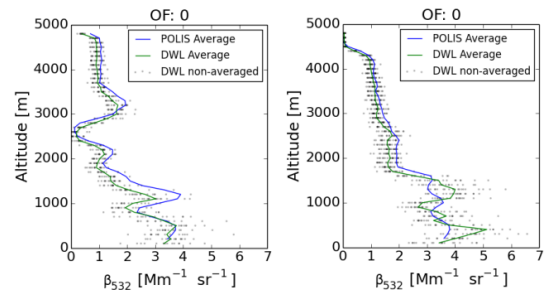 OF: 0
5000
4000
3000
2000
1000
0
Altitude [m]
POLIS Average
DWL Average
DWL non-averaged
0 1 2 3 4 5 6 7
β532 [Mm⁻¹ sr⁻¹]
OF: 0
5000
4000
3000
2000
1000
0
Altitude [m]
POLIS Average
DWL Average
DWL non-averaged
0 1 2 3 4 5 6 7
β532 [Mm⁻¹ sr⁻¹]